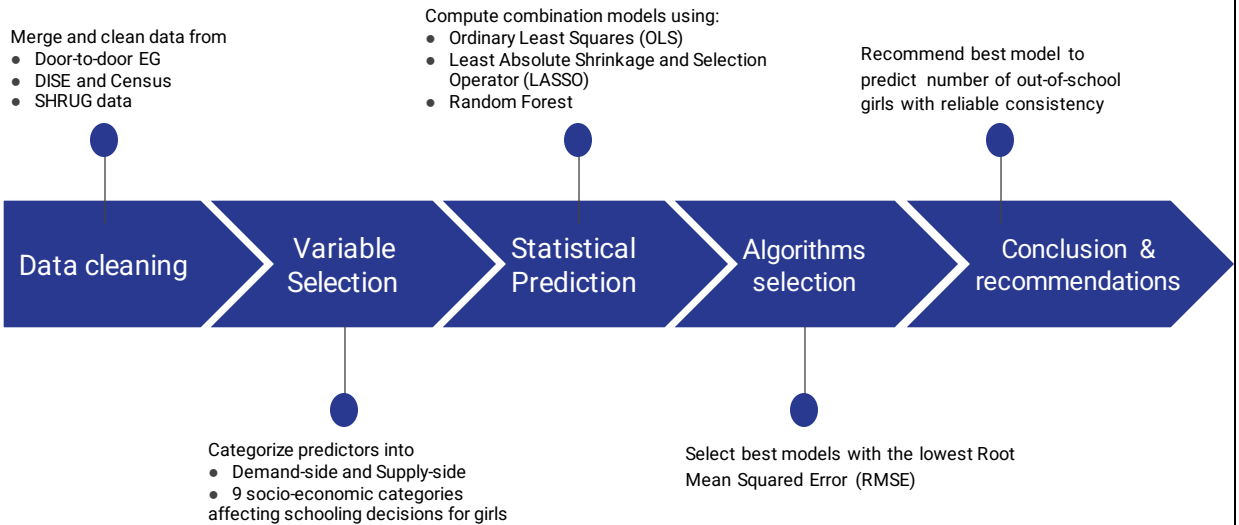 Merge and clean data from
● Door-to-door EG
● DISE and Census
● SHRUG data
Compute combination models using:
● Ordinary Least Squares (OLS)
● Least Absolute Shrinkage and Selection
Operator (LASSO)
● Random Forest
Recommend best model to
predict number of out-of-school
girls with reliable consistency
Data cleaning
Variable
Selection
Statistical
Prediction
Algorithms
selection
Conclusion &
recommendations
Categorize predictors into
● Demand-side and Supply-side
● 9 socio-economic categories
affecting schooling decisions for girls
Select best models with the lowest Root
Mean Squared Error (RMSE)